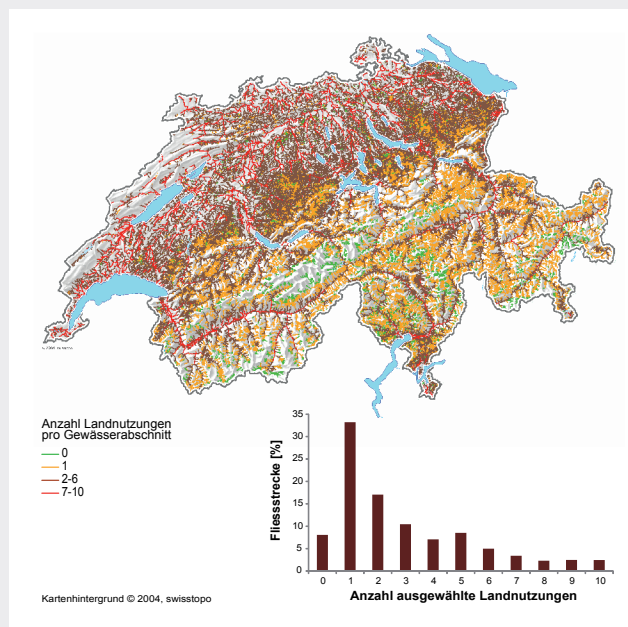 Anzahl Landnutzungen
pro Gewässerabschnitt
0
1
2-6
7-10
Fliessstrecke [%]
35
30
25
20
15
10
5
0
0 1 2 3 4 5 6 7 8 9 10
Anzahl ausgewählte Landnutzungen
Kartenhintergrund © 2004, swisstopo